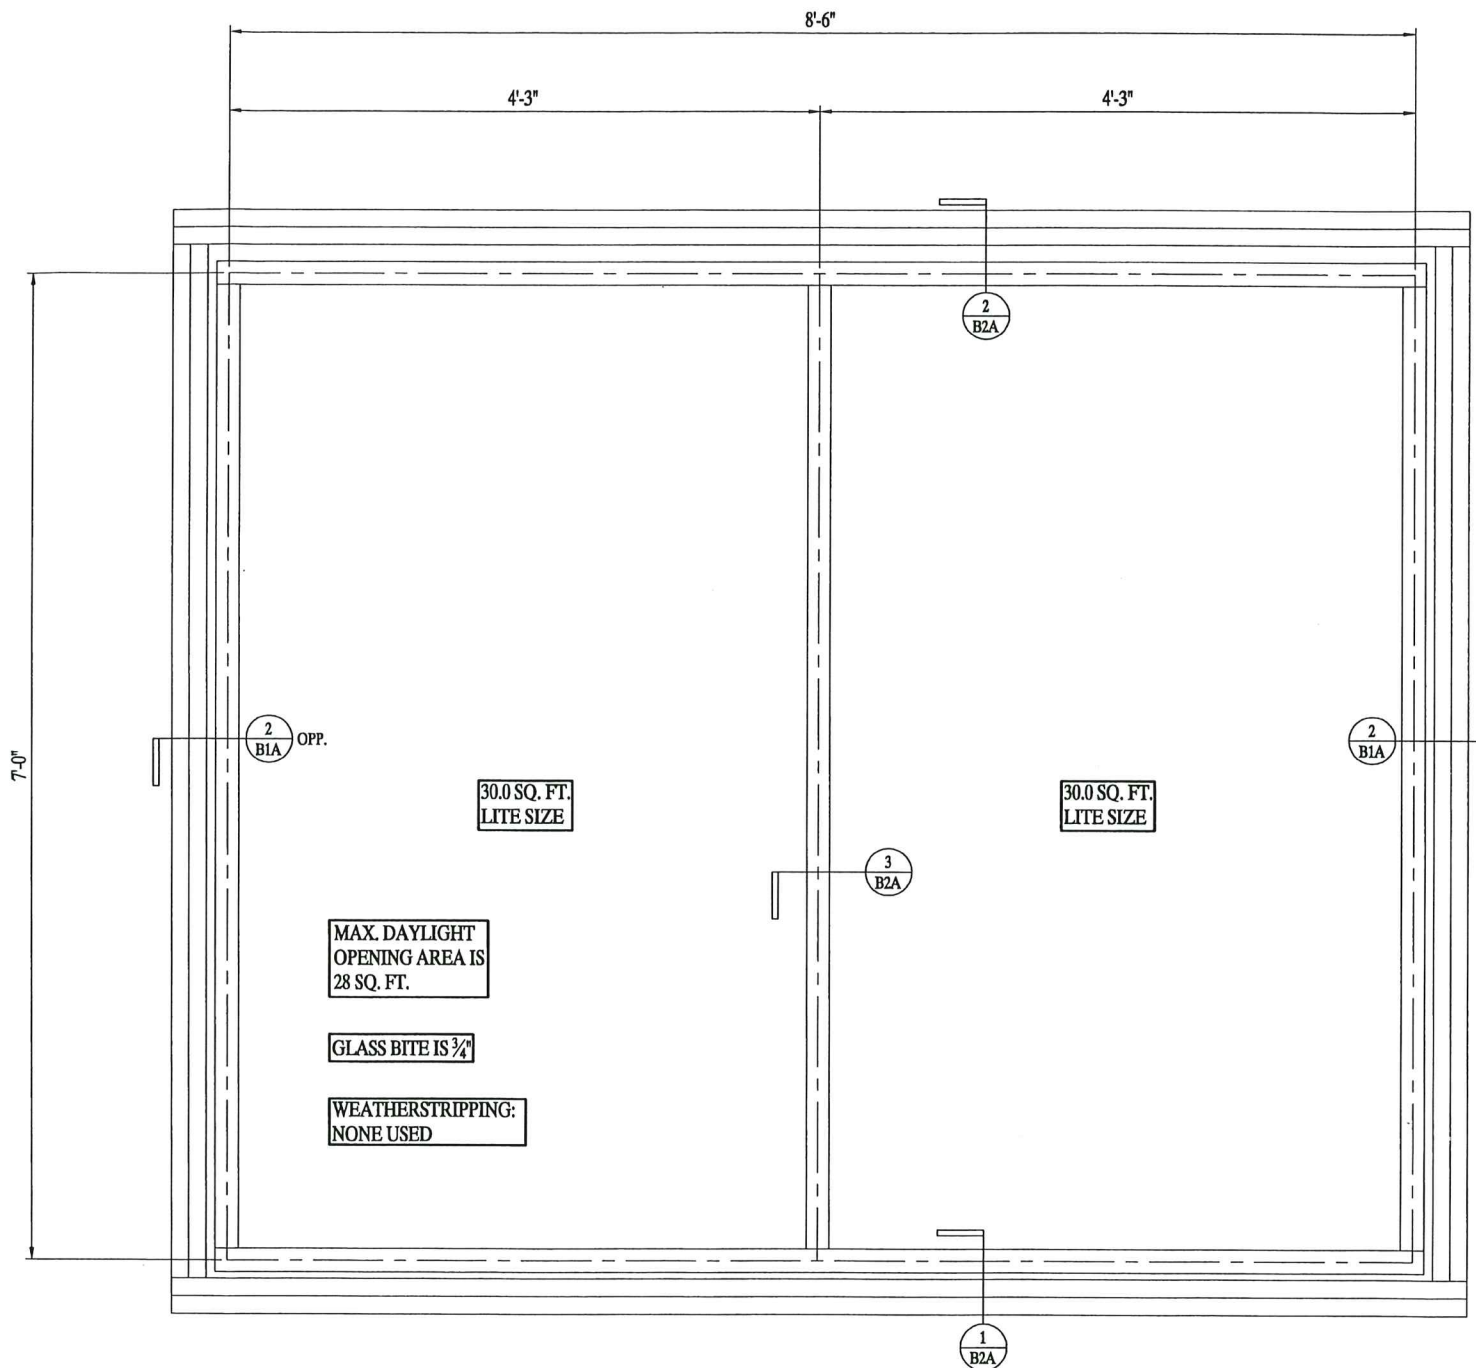 8'-6"
4'-3"
4'-3"
2
B2A
7'-0"
2
B1A
OPP.
2
B1A
30.0 SQ. FT.
LITE SIZE
30.0 SQ. FT.
LITE SIZE
3
B2A
MAX. DAYLIGHT
OPENING AREA IS
28 SQ. FT.
GLASS BITE IS ¾"
WEATHERSTRIPPING:
NONE USED
1
B2A